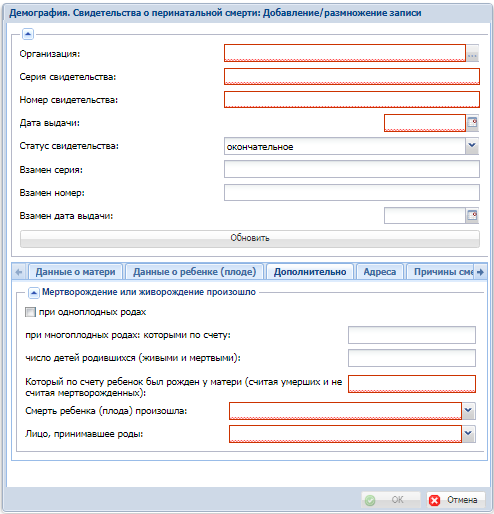 Демография. Свидетельства о перинатальной смерти: Добавление/размножение записи
Организация:
...
Серия свидетельства:
Номер свидетельства:
Дата выдачи:
Статус свидетельства:
окончательное
Взамен серия:
Взамен номер:
Взамен дата выдачи:
Обновить
Данные о матери
Данные о ребенке (плоде)
Дополнительно
Адреса
Причины сме
Мертворождение или живорождение произошло
при одноплодных родах
при многоплодных родах: которыми по счету:
число детей родившихся (живыми и мертвыми):
Который по счету ребенок был рожден у матери (считая умерших и не
считая мертворожденных):
Смерть ребенка (плода) произошла:
Лицо, принимавшее роды:
OK
Отмена